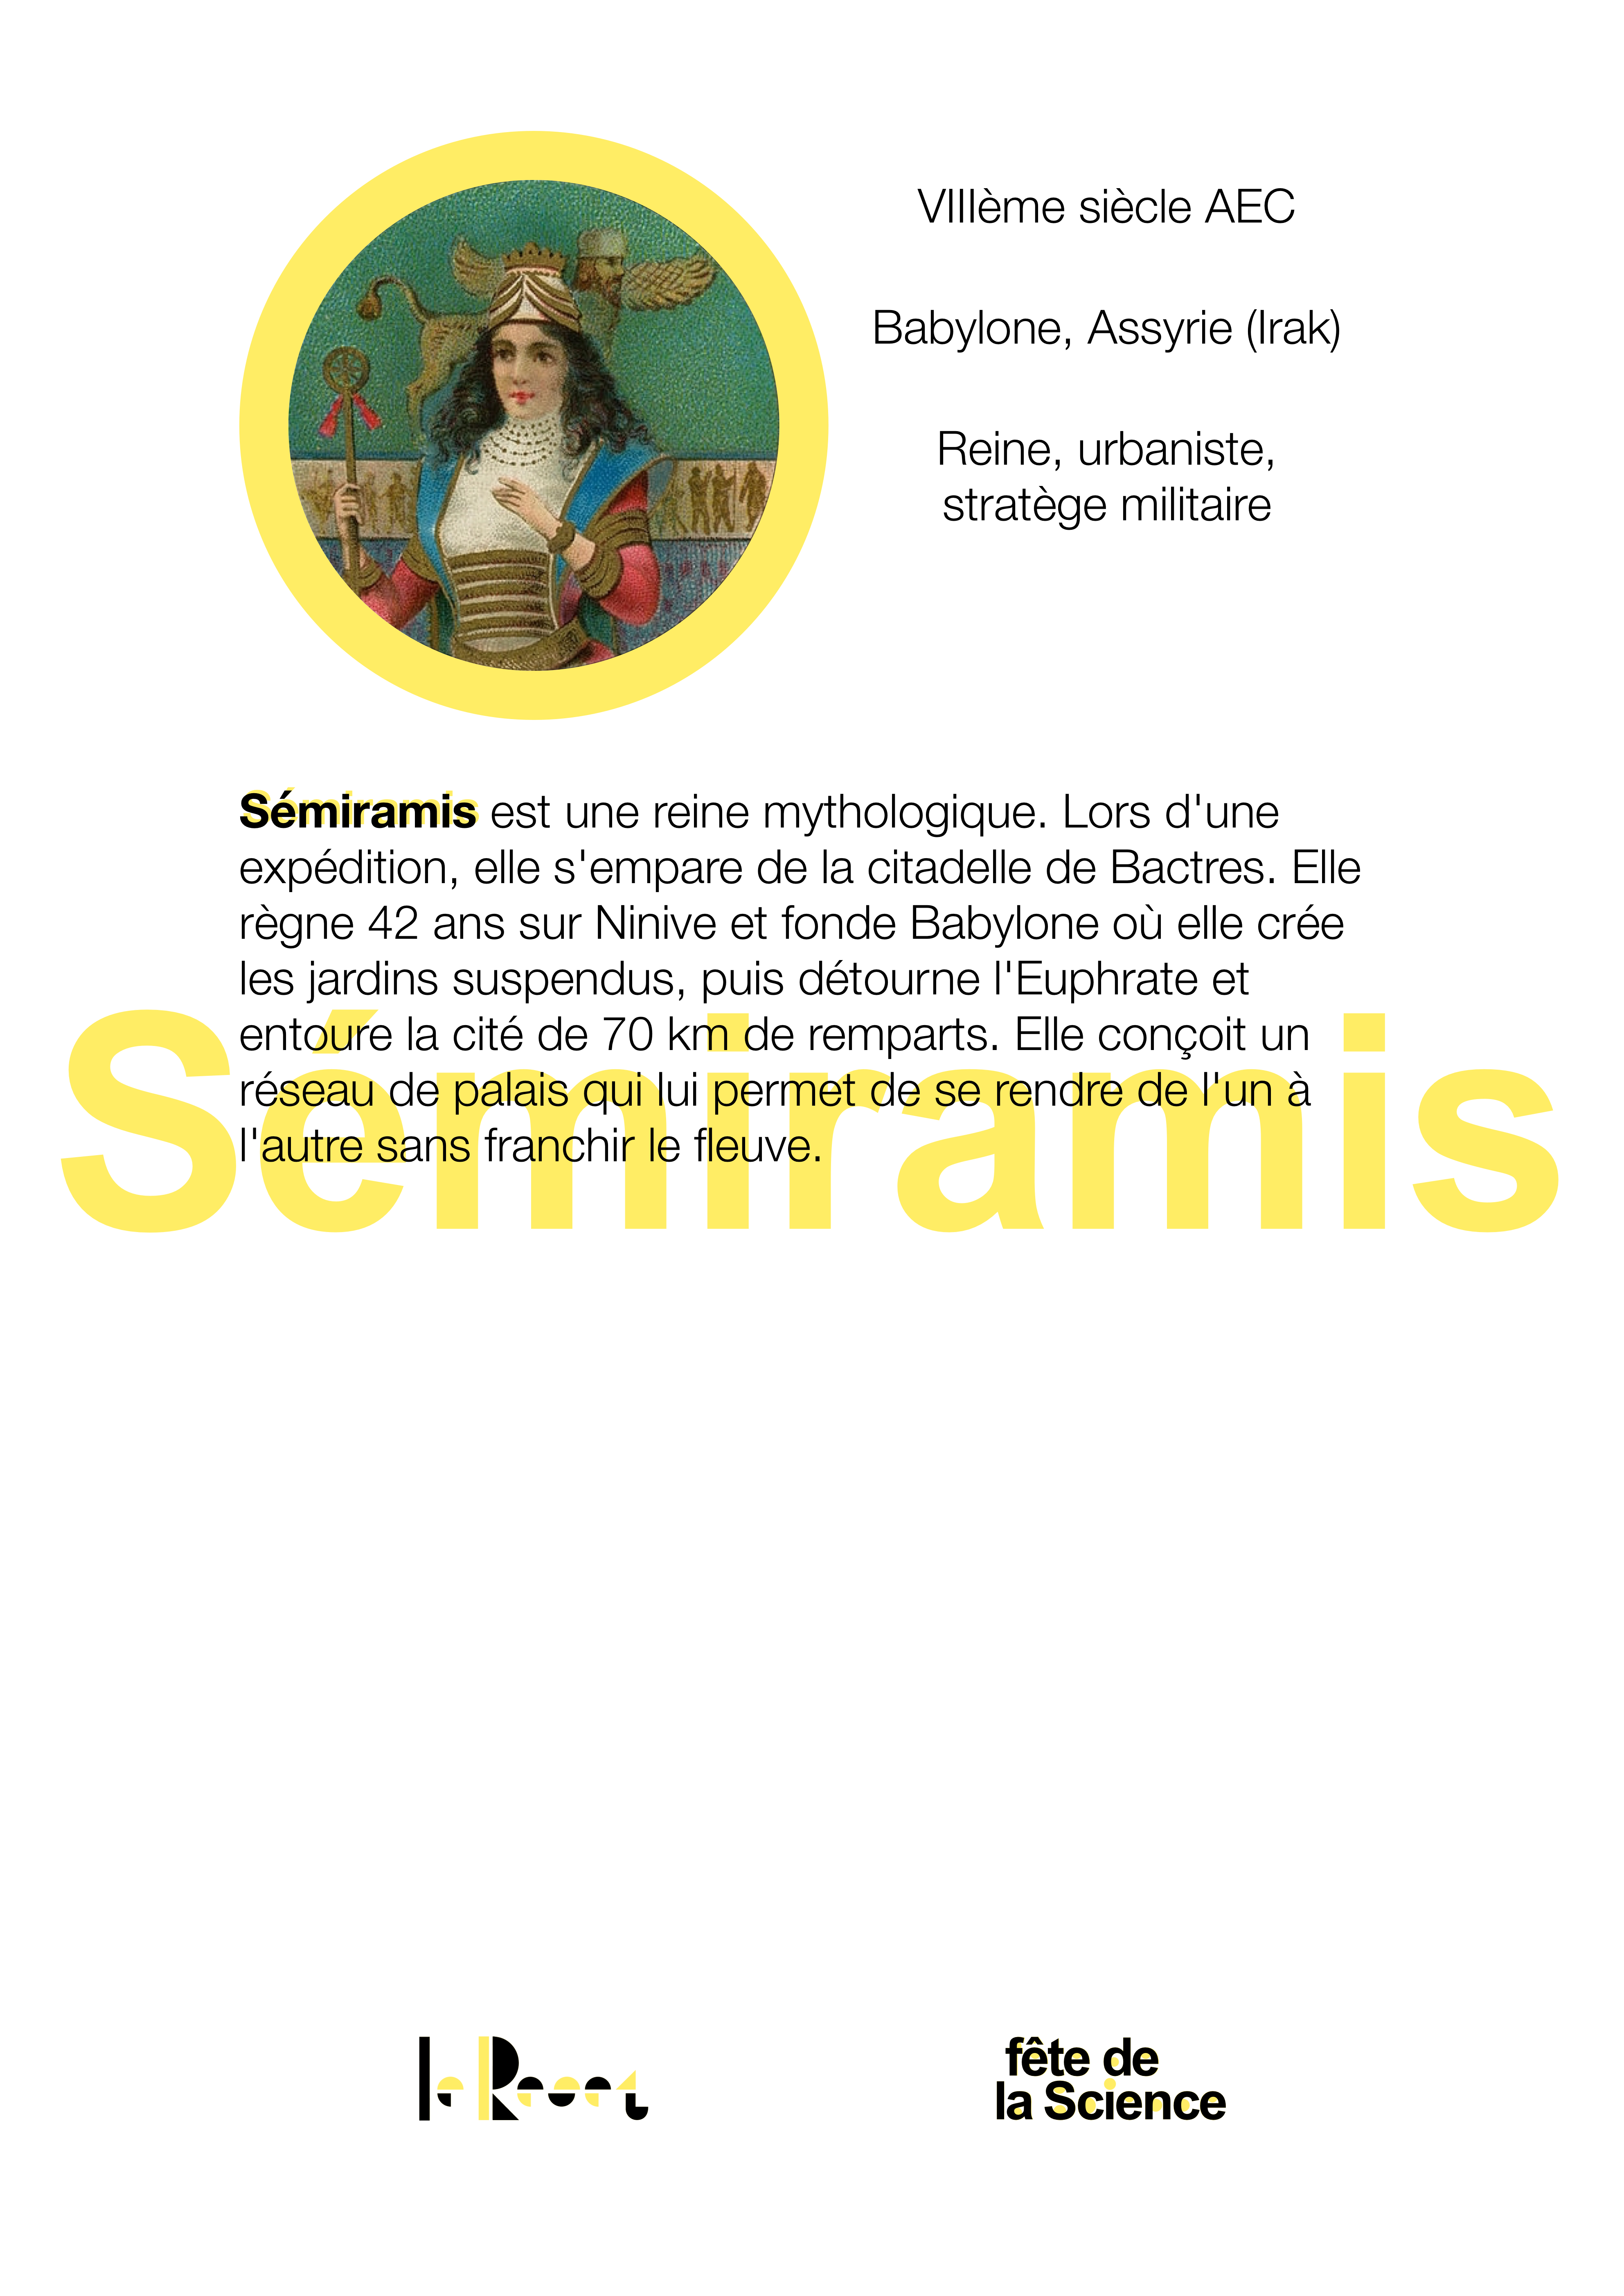 VIIIème siècle AEC
Babylone, Assyrie (Irak)
Reine, urbaniste,
stratège militaire
Sémiramis est une reine mythologique. Lors d'une
expédition, elle s'empare de la citadelle de Bactres. Elle
règne 42 ans sur Ninive et fonde Babylone où elle crée
les jardins suspendus, puis détourne l'Euphrate et
entoure la cité de 70 km de remparts. Elle conçoit un
réseau de palais qui lui permet de se rendre de l'un à
l'autre sans franchir le fleuve.
Sémiramis
le Reset
fête de
la Science